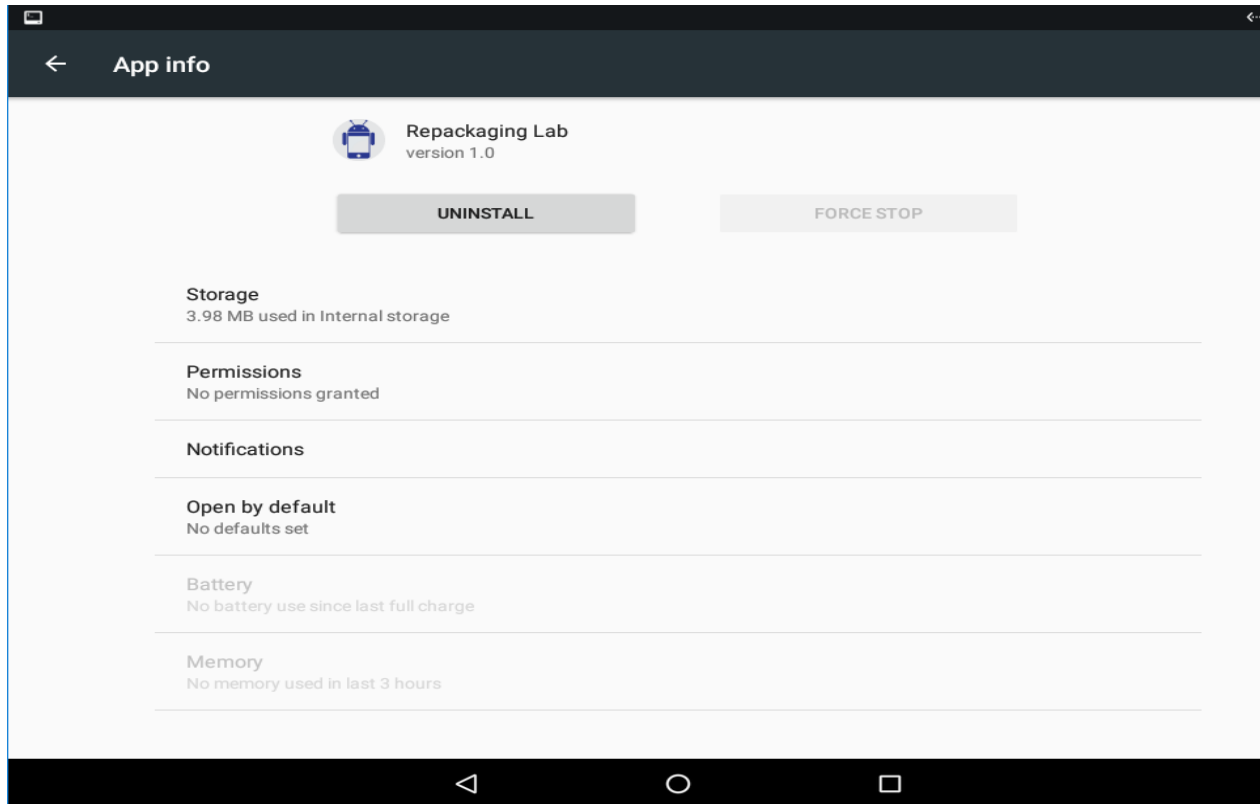 App info
Repackaging Lab
version 1.0
UNINSTALL
FORCE STOP
Storage
3.98 MB used in Internal storage
Permissions
No permissions granted
Notifications
Open by default
No defaults set
Battery
No battery use since last full charge
Memory
No memory used in last 3 hours